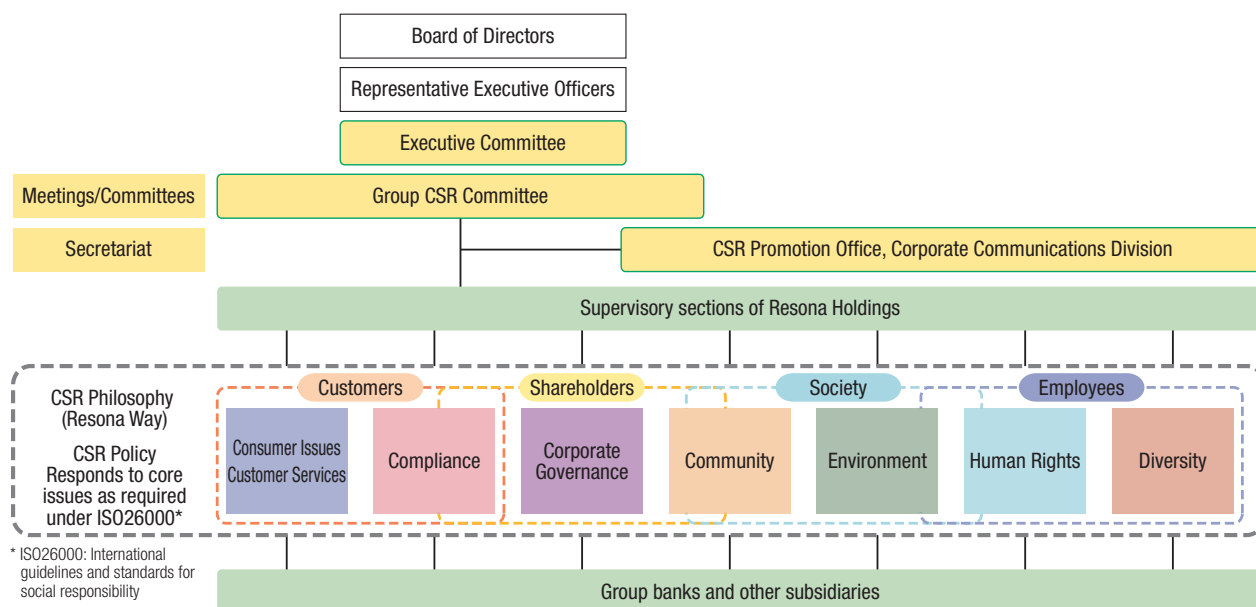 Board of Directors
Representative Executive Officers
Executive Committee
Meetings/Committees
Group CSR Committee
Secretariat
CSR Promotion Office, Corporate Communications Division
Supervisory sections of Resona Holdings
CSR Philosophy
(Resona Way)
CSR Policy
Responds to core
issues as required
under ISO26000*
Customers
Shareholders
Society
Employees
Consumer Issues
Customer Services
Compliance
Corporate
Governance
Community
Environment
Human Rights
Diversity
* ISO26000: International
guidelines and standards for
social responsibility
Group banks and other subsidiaries